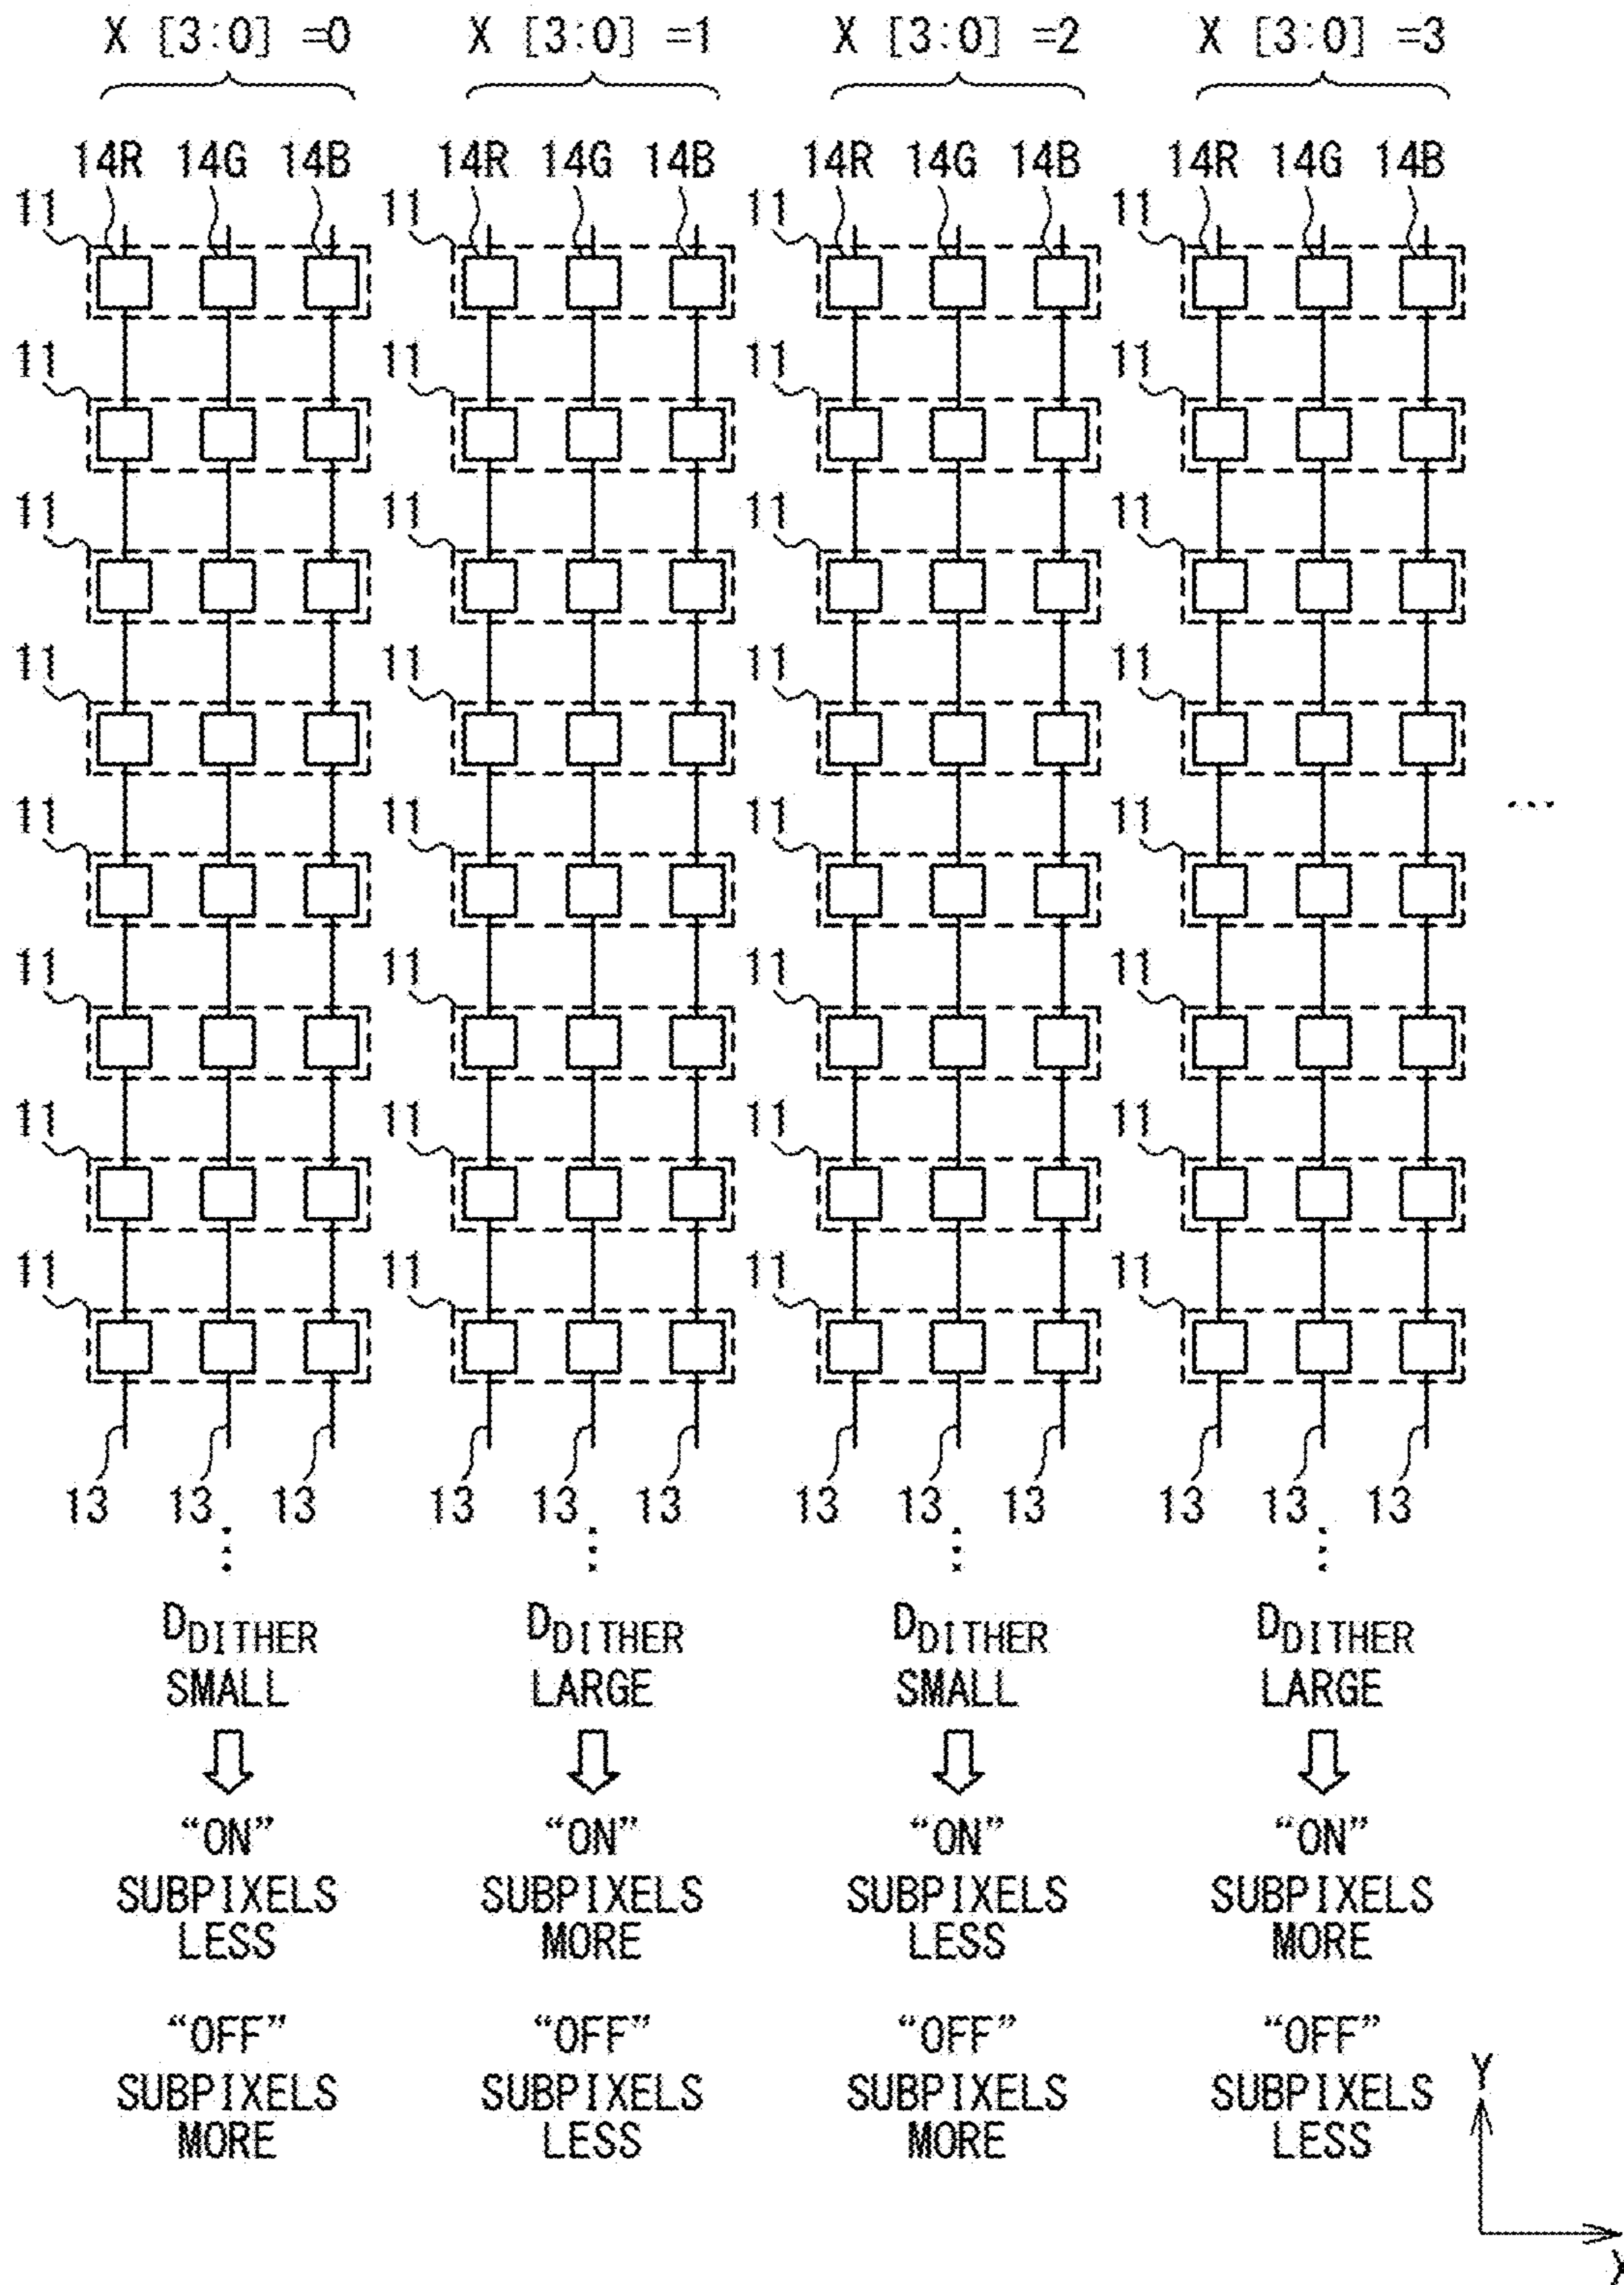 X [3:0] =0 X [3:0] =1 X [3:0] =2 X [3:0] =3
14R 14G 14B 14R 14G 14B 14R 14G 14B 14R 14G 14B
11 11 11 11
11 11 11 11
11 11 11 11
11 11 11 11
...
11 11 11 11
11 11 11 11
11 11 11 11
11 11 11 11
13 13 13 13 13 13 13 13 13 13 13 13
DDITHER DDITHER DDITHER DDITHER
SMALL LARGE SMALL LARGE
“ON” “ON” “ON” “ON”
SUBPIXELS SUBPIXELS SUBPIXELS SUBPIXELS
LESS MORE LESS MORE
“OFF” “OFF” “OFF” “OFF”
SUBPIXELS SUBPIXELS SUBPIXELS SUBPIXELS
MORE LESS MORE LESS
Y
X